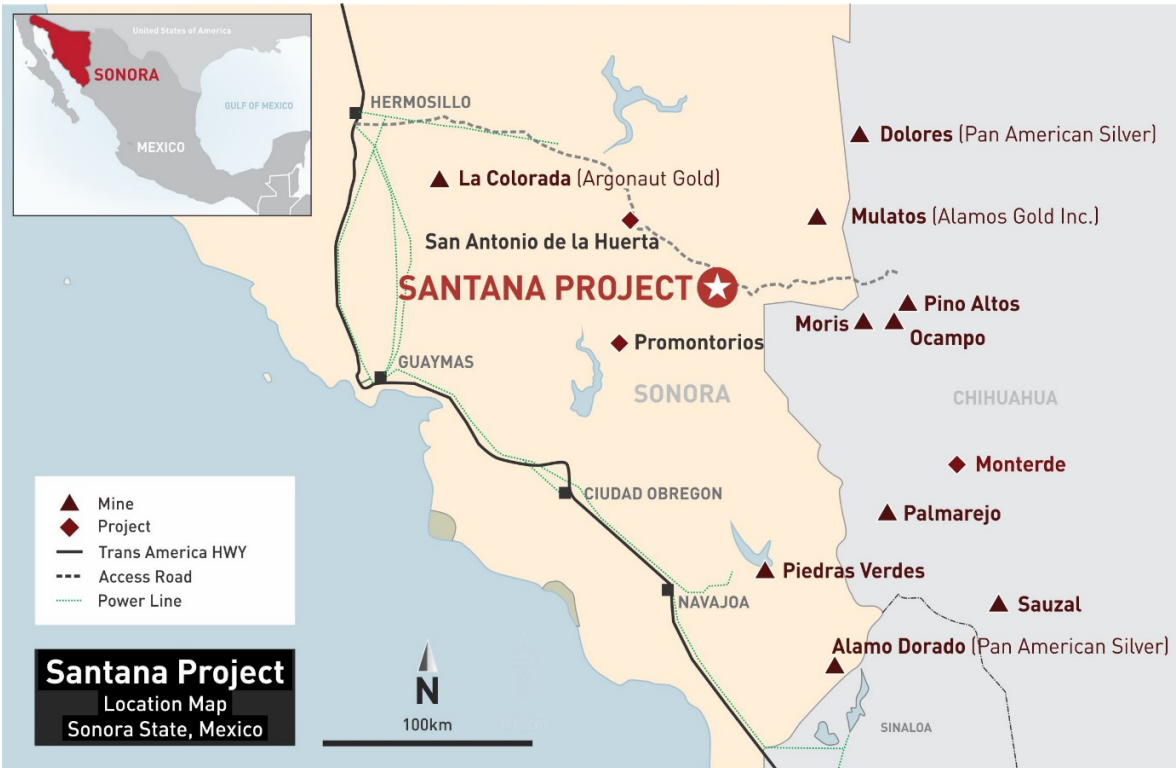 United States of America
SONORA
GULF OF MEXICO
MEXICO
HERMOSILLO
Dolores (Pan American Silver)
La Colorada (Argonaut Gold)
Mulatos (Alamos Gold Inc.)
San Antonio de la Huerta
SANTANA PROJECT
Pino Altos
Moris
Ocampo
Promontorios
GUAYMAS
SONORA
CHIHUAHUA
Monterde
CIUDAD OBREGON
Palmarejo
Piedras Verdes
NAVAJOA
Sauzal
Alamo Dorado (Pan American Silver)
SINALOA
Mine
Project
Trans America HWY
Access Road
Power Line
Santana Project
Location Map
Sonora State, Mexico
N
100km